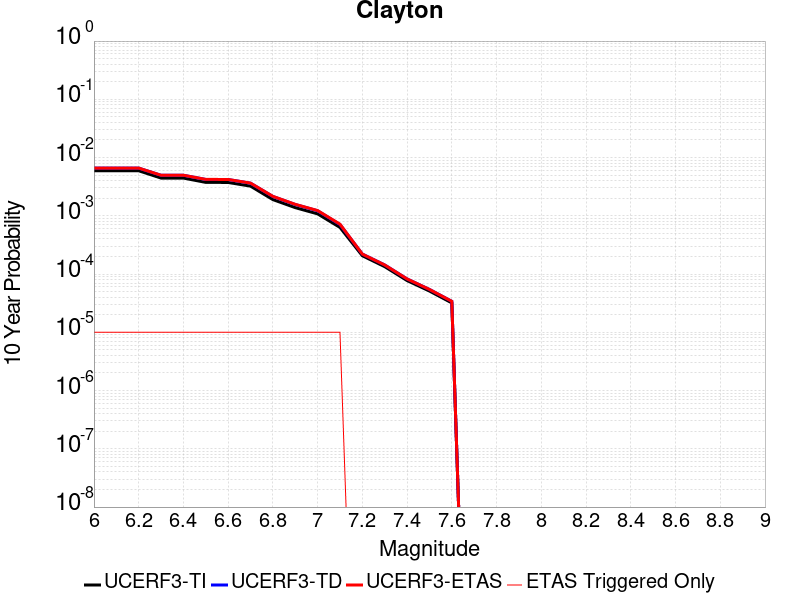 Clayton
10 0
10 -1
10 -2
10 -3
10 -4
10 -5
10 -6
10 -7
10 -8
10 Year Probability
6 6.2 6.4 6.6 6.8 7 7.2 7.4 7.6 7.8 8 8.2 8.4 8.6 8.8 9
Magnitude
UCERF3-TI UCERF3-TD UCERF3-ETAS ETAS Triggered Only